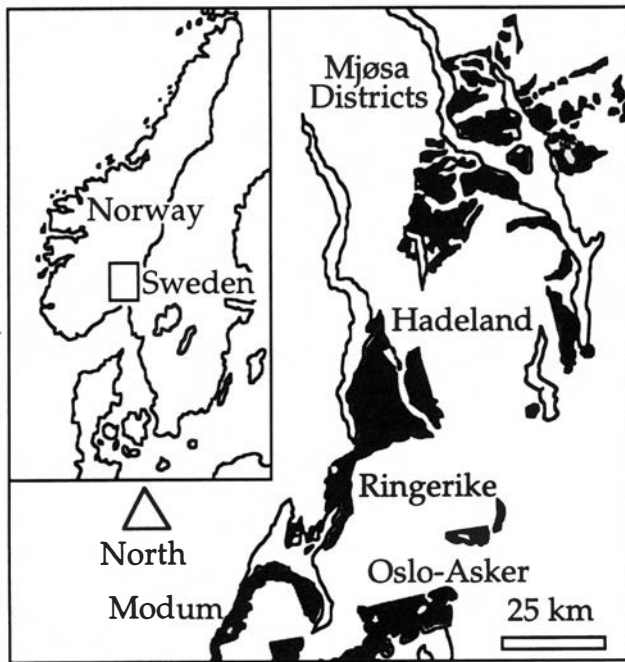 Mjøsa
Districts
Norway
Sweden
Hadeland
Ringerike
North
Oslo-Asker
Modum
25 km